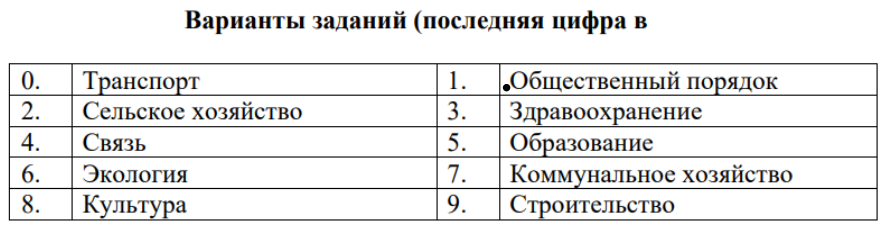 Варианты заданий (последняя цифра в
0. Транспорт 1. Общественный порядок
2. Сельское хозяйство 3. Здравоохранение
4. Связь 5. Образование
6. Экология 7. Коммунальное хозяйство
8. Культура 9. Строительство